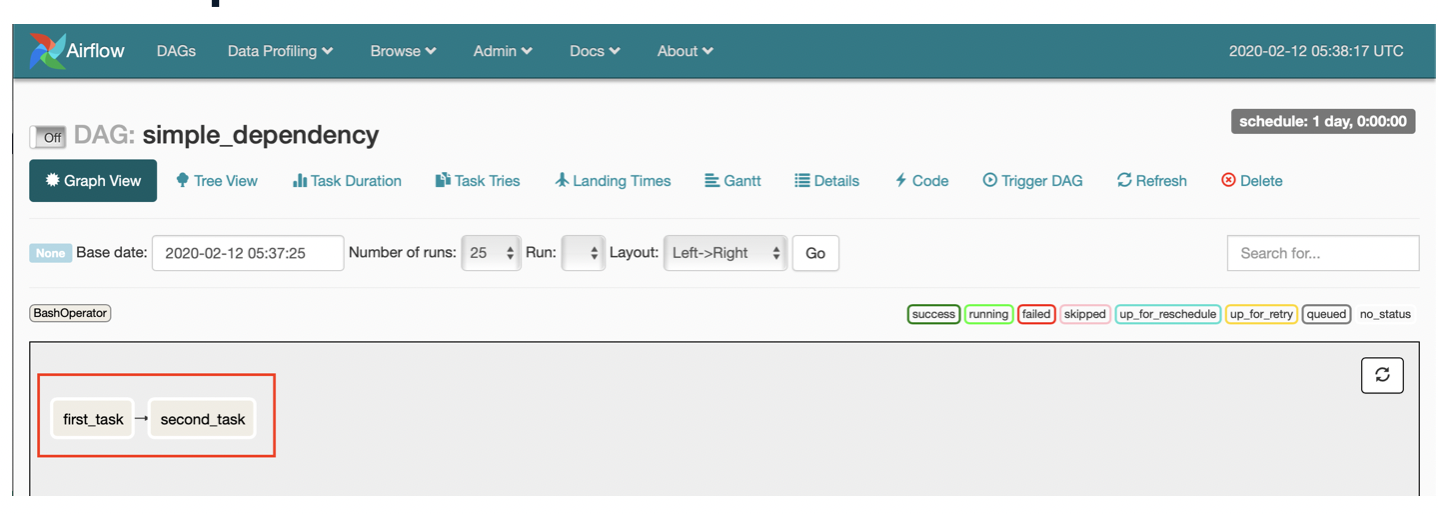 Airflow DAGs Data Profiling Browse Admin Docs About 2020-02-12 05:38:17 UTC
schedule: 1 day, 0:00:00
Off DAG: simple_dependency
Graph View Tree View Task Duration Task Tries Landing Times Gantt Details Code Trigger DAG Refresh Delete
None Base date: 2020-02-12 05:37:25 Number of runs: 25 Run: Layout: Left->Right Go Search for...
BashOperator success running failed skipped up_for_reschedule up_for_retry queued no_status
first_task → second_task